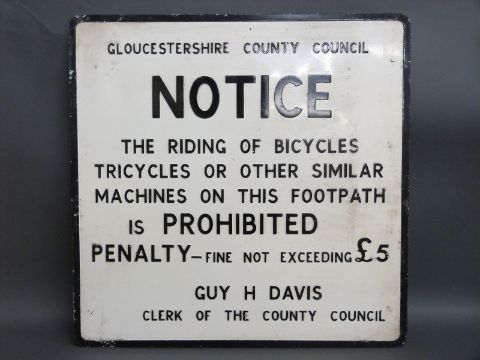 GLOUCESTERSHIRE COUNTY COUNCIL
NOTICE
THE RIDING OF BICYCLES
TRICYCLES OR OTHER SIMILAR
MACHINES ON THIS FOOTPATH
IS PROHIBITED
PENALTY—FINE NOT EXCEEDING £5
GUY H DAVIS
CLERK OF THE COUNTY COUNCIL